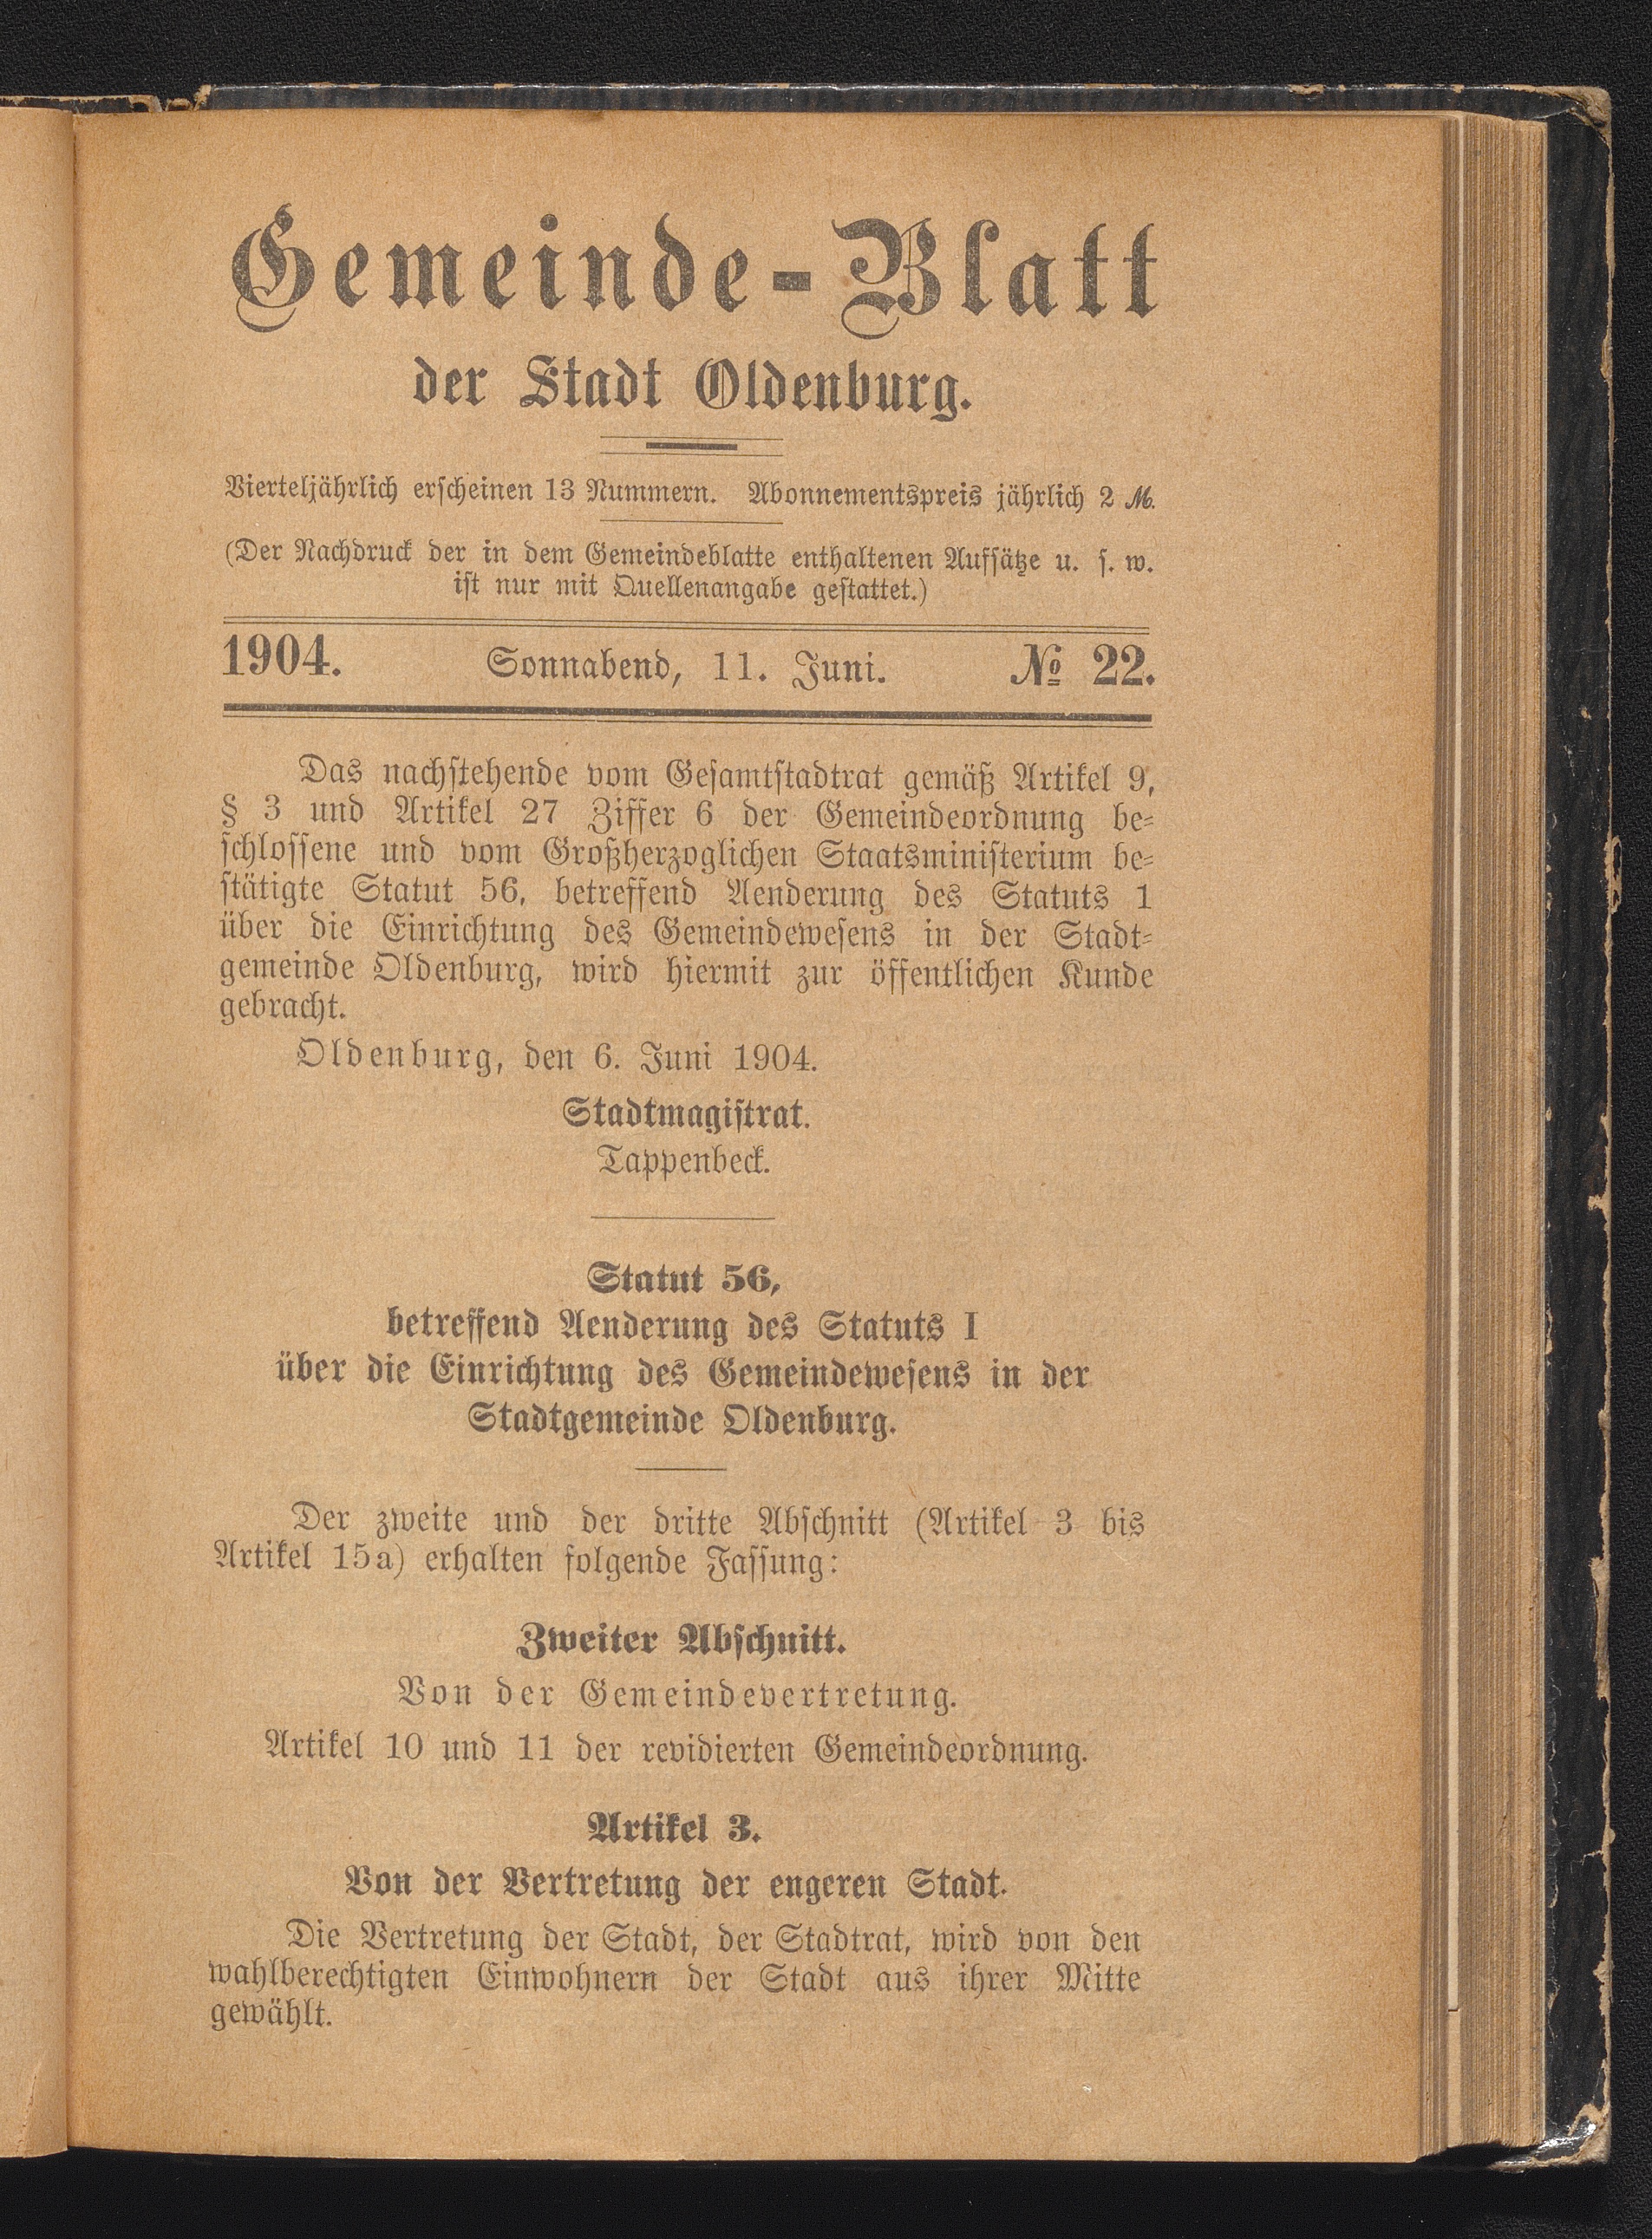 Gemeinde-Blatt
der Stadt Oldenburg.
Vierteljährlich erscheinen 13 Nummern. Abonnementspreis jährlich 2 ℳ.
(Der Nachdruck der in dem Gemeindeblatte enthaltenen Aufsätze u. s. w.
ist nur mit Quellenangabe gestattet.)
1904. Sonnabend, 11. Juni. № 22.
Das nachstehende vom Gesamtstadtrat gemäß Artikel 9,
§ 3 und Artikel 27 Ziffer 6 der Gemeindeordnung be-
schlossene und vom Großherzoglichen Staatsministerium be-
stätigte Statut 56, betreffend Aenderung des Statuts 1
über die Einrichtung des Gemeindewesens in der Stadt-
gemeinde Oldenburg, wird hiermit zur öffentlichen Kunde
gebracht.
Oldenburg, den 6. Juni 1904.
Stadtmagistrat.
Tappenbeck.
Statut 56,
betreffend Aenderung des Statuts I
über die Einrichtung des Gemeindewesens in der
Stadtgemeinde Oldenburg.
Der zweite und der dritte Abschnitt (Artikel 3 bis
Artikel 15a) erhalten folgende Fassung:
Zweiter Abschnitt.
Von der Gemeindevertretung.
Artikel 10 und 11 der revidierten Gemeindeordnung.
Artikel 3.
Von der Vertretung der engeren Stadt.
Die Vertretung der Stadt, der Stadtrat, wird von den
wahlberechtigten Einwohnern der Stadt aus ihrer Mitte
gewählt.